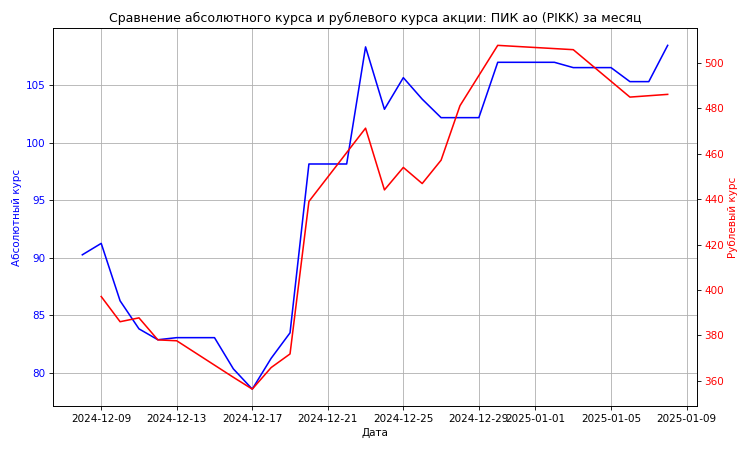 Сравнение абсолютного курса и рублевого курса акции: ПИК ао (PIKK) за месяц
Абсолютный курс
105
100
95
90
85
80
500
480
460
440
420
400
380
360
Рублевый курс
2024-12-09 2024-12-13 2024-12-17 2024-12-21 2024-12-25 2024-12-29 2025-01-01 2025-01-05 2025-01-09
Дата